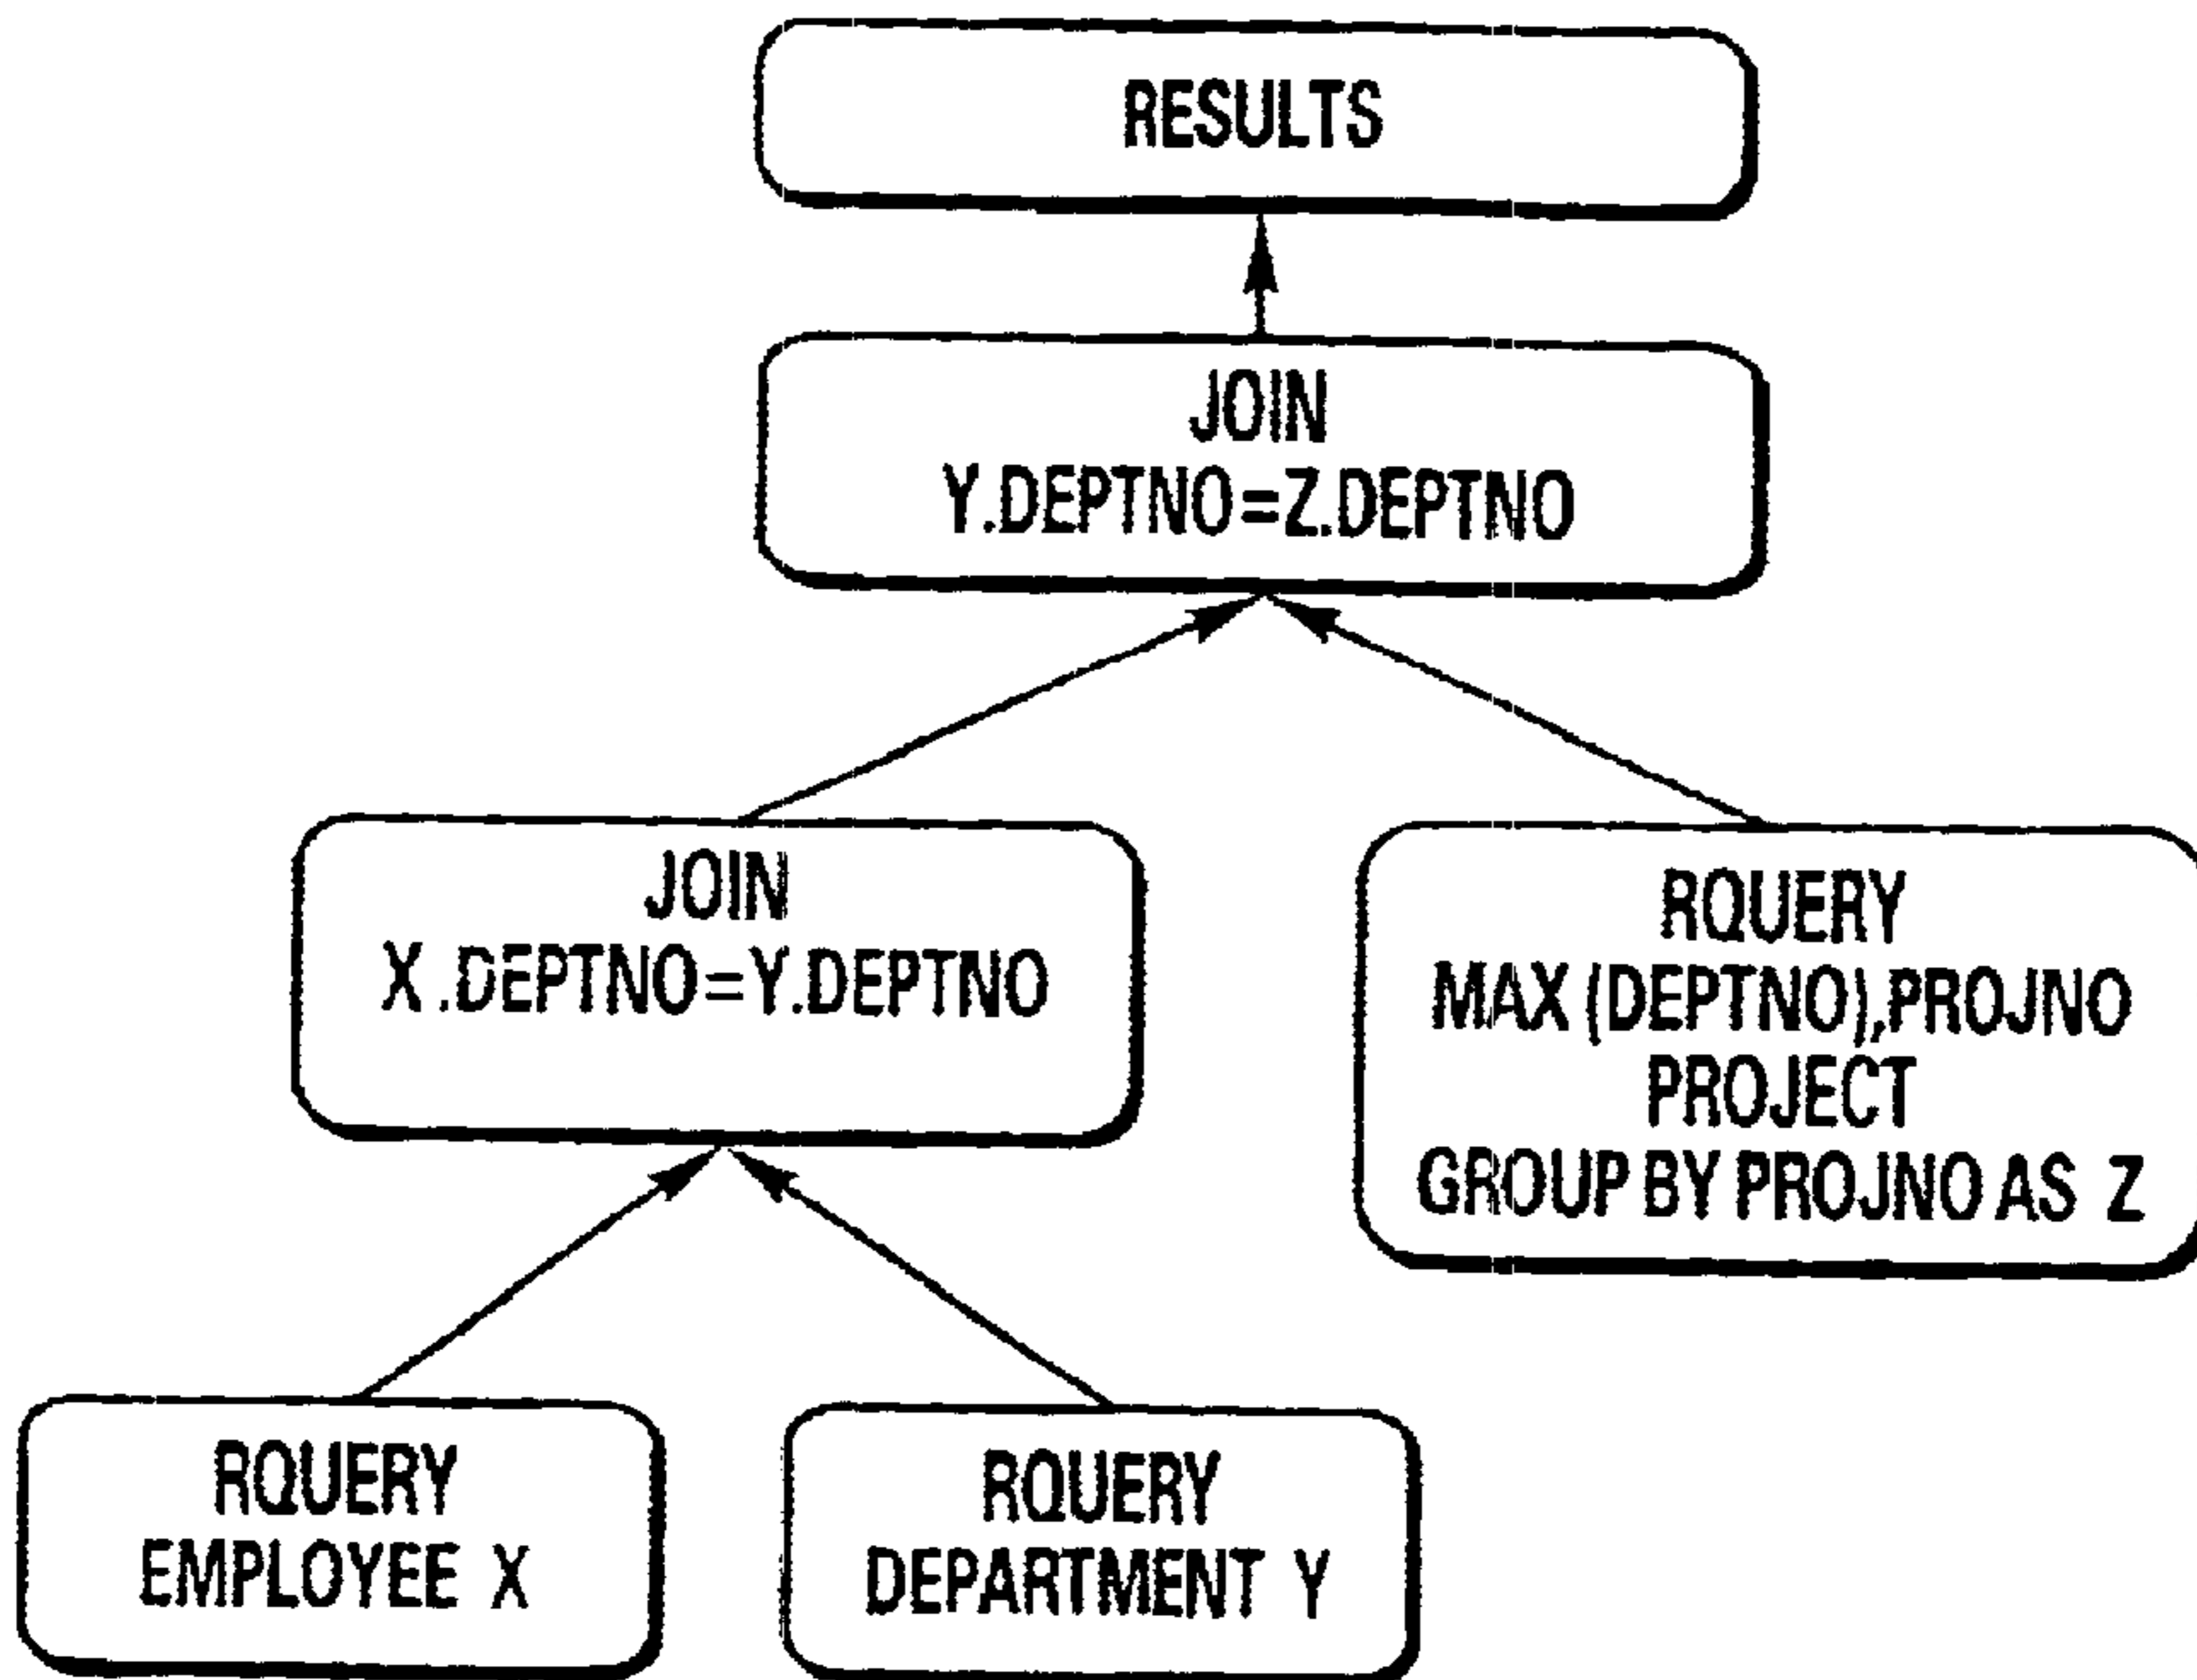 RESULTS
JOIN
Y.DEPTNO=Z.DEPTNO
JOIN
X.DEPTNO=Y.DEPTNO
RQUERY
MAX(DEPTNO),PROJNO
PROJECT
GROUP BY PROJNO AS Z
RQUERY
EMPLOYEE X
RQUERY
DEPARTMENT Y